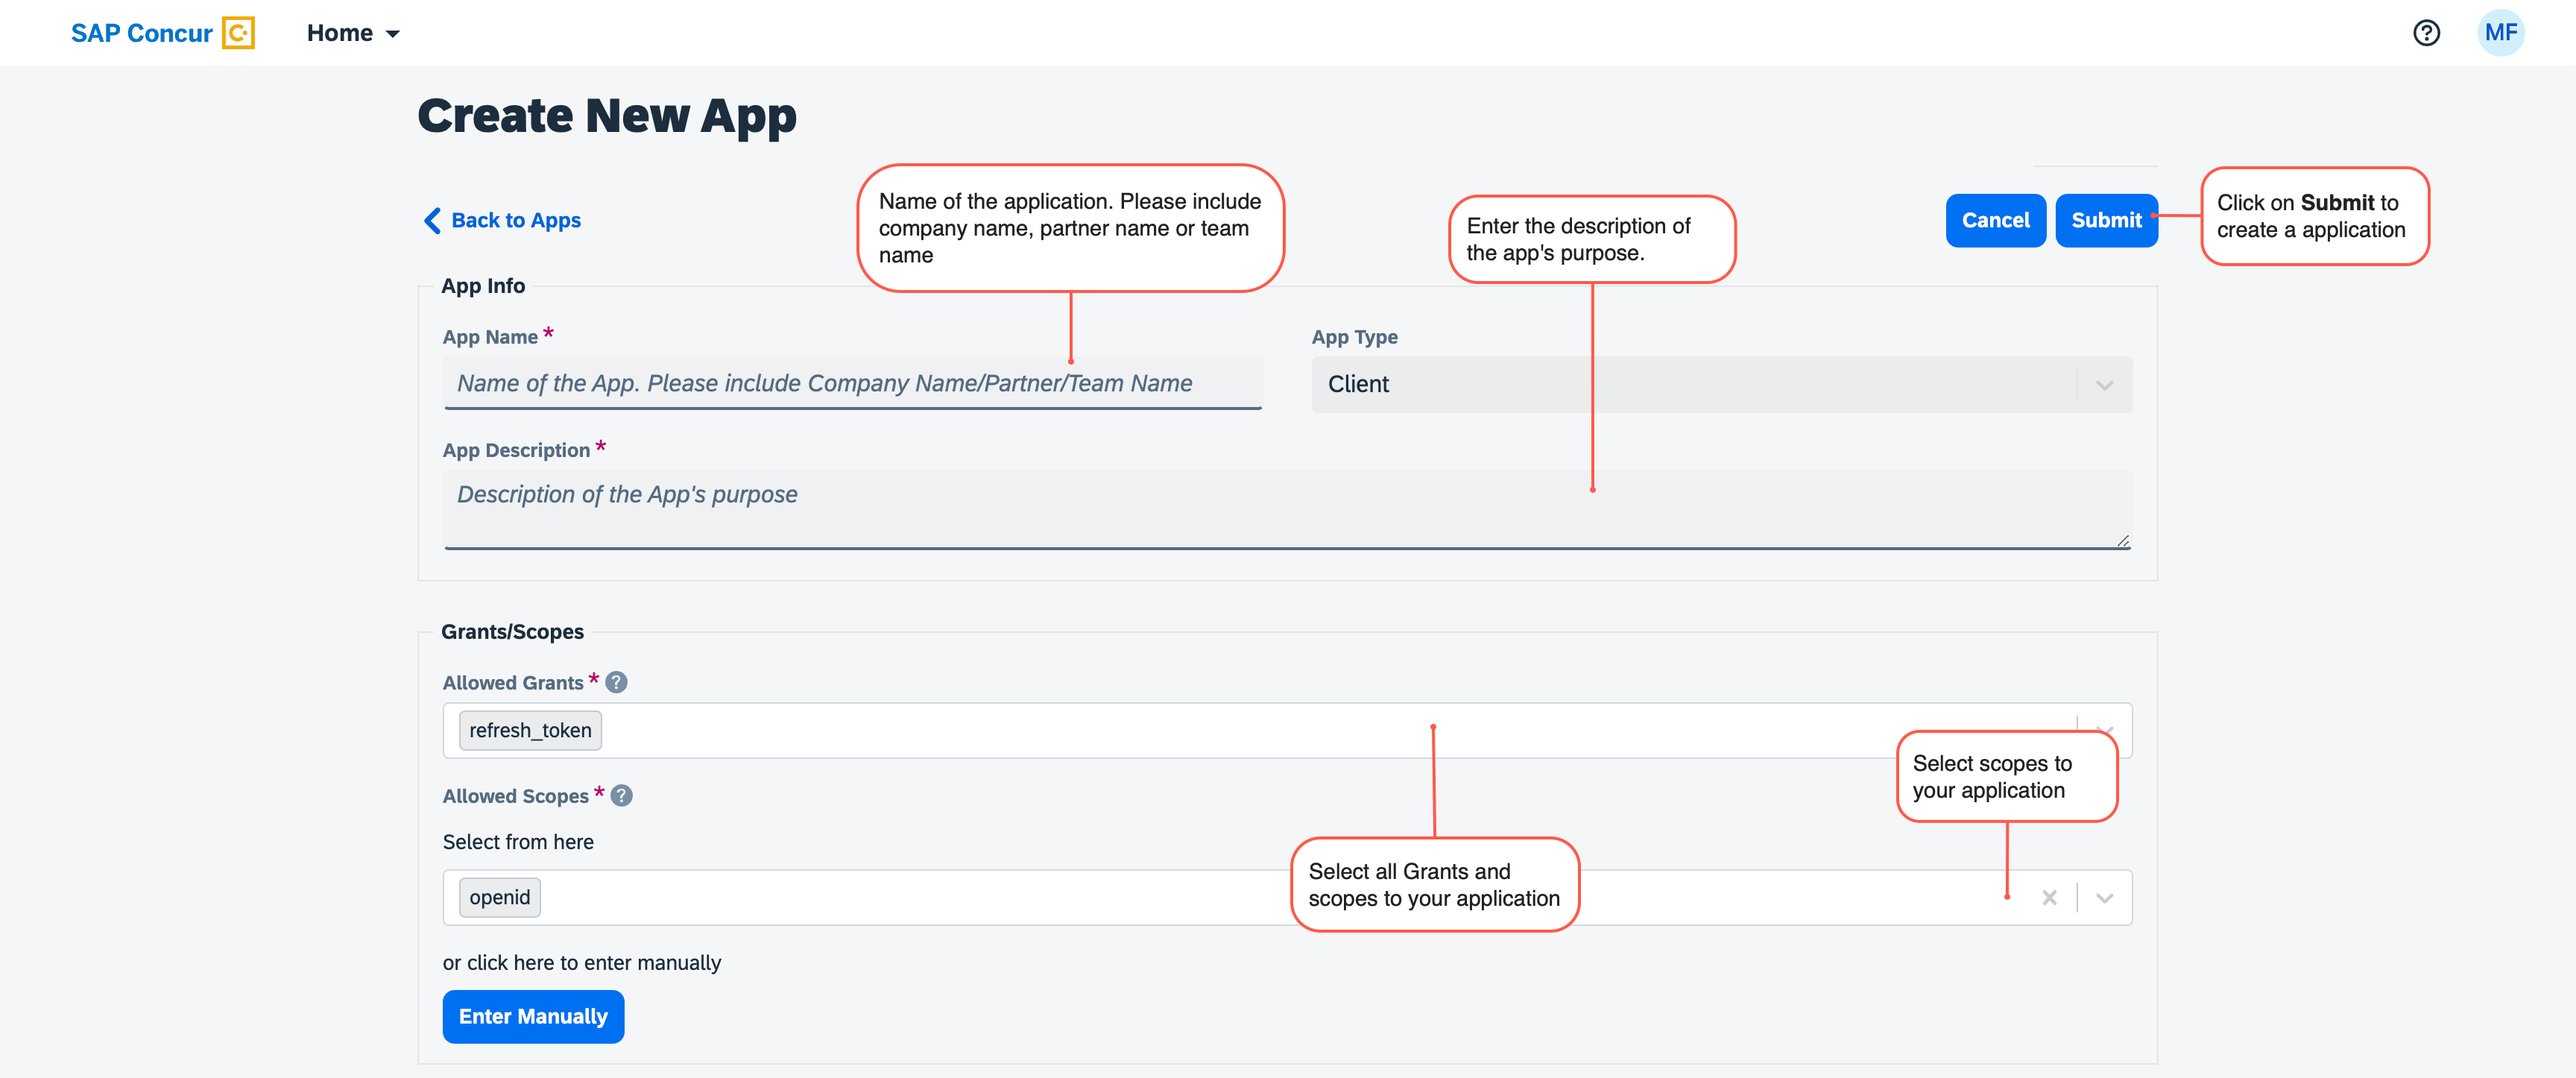 SAP Concur C Home MF
Create New App
Back to Apps
Name of the application. Please include
company name, partner name or team
name
Enter the description of
the app's purpose.
Cancel Submit
Click on Submit to
create a application
App Info
App Name * App Type
Name of the App. Please include Company Name/Partner/Team Name Client
App Description *
Description of the App's purpose
Grants/Scopes
Allowed Grants * ?
refresh_token
Select scopes to
your application
Allowed Scopes * ?
Select from here
Select all Grants and
scopes to your application
openid
or click here to enter manually
Enter Manually